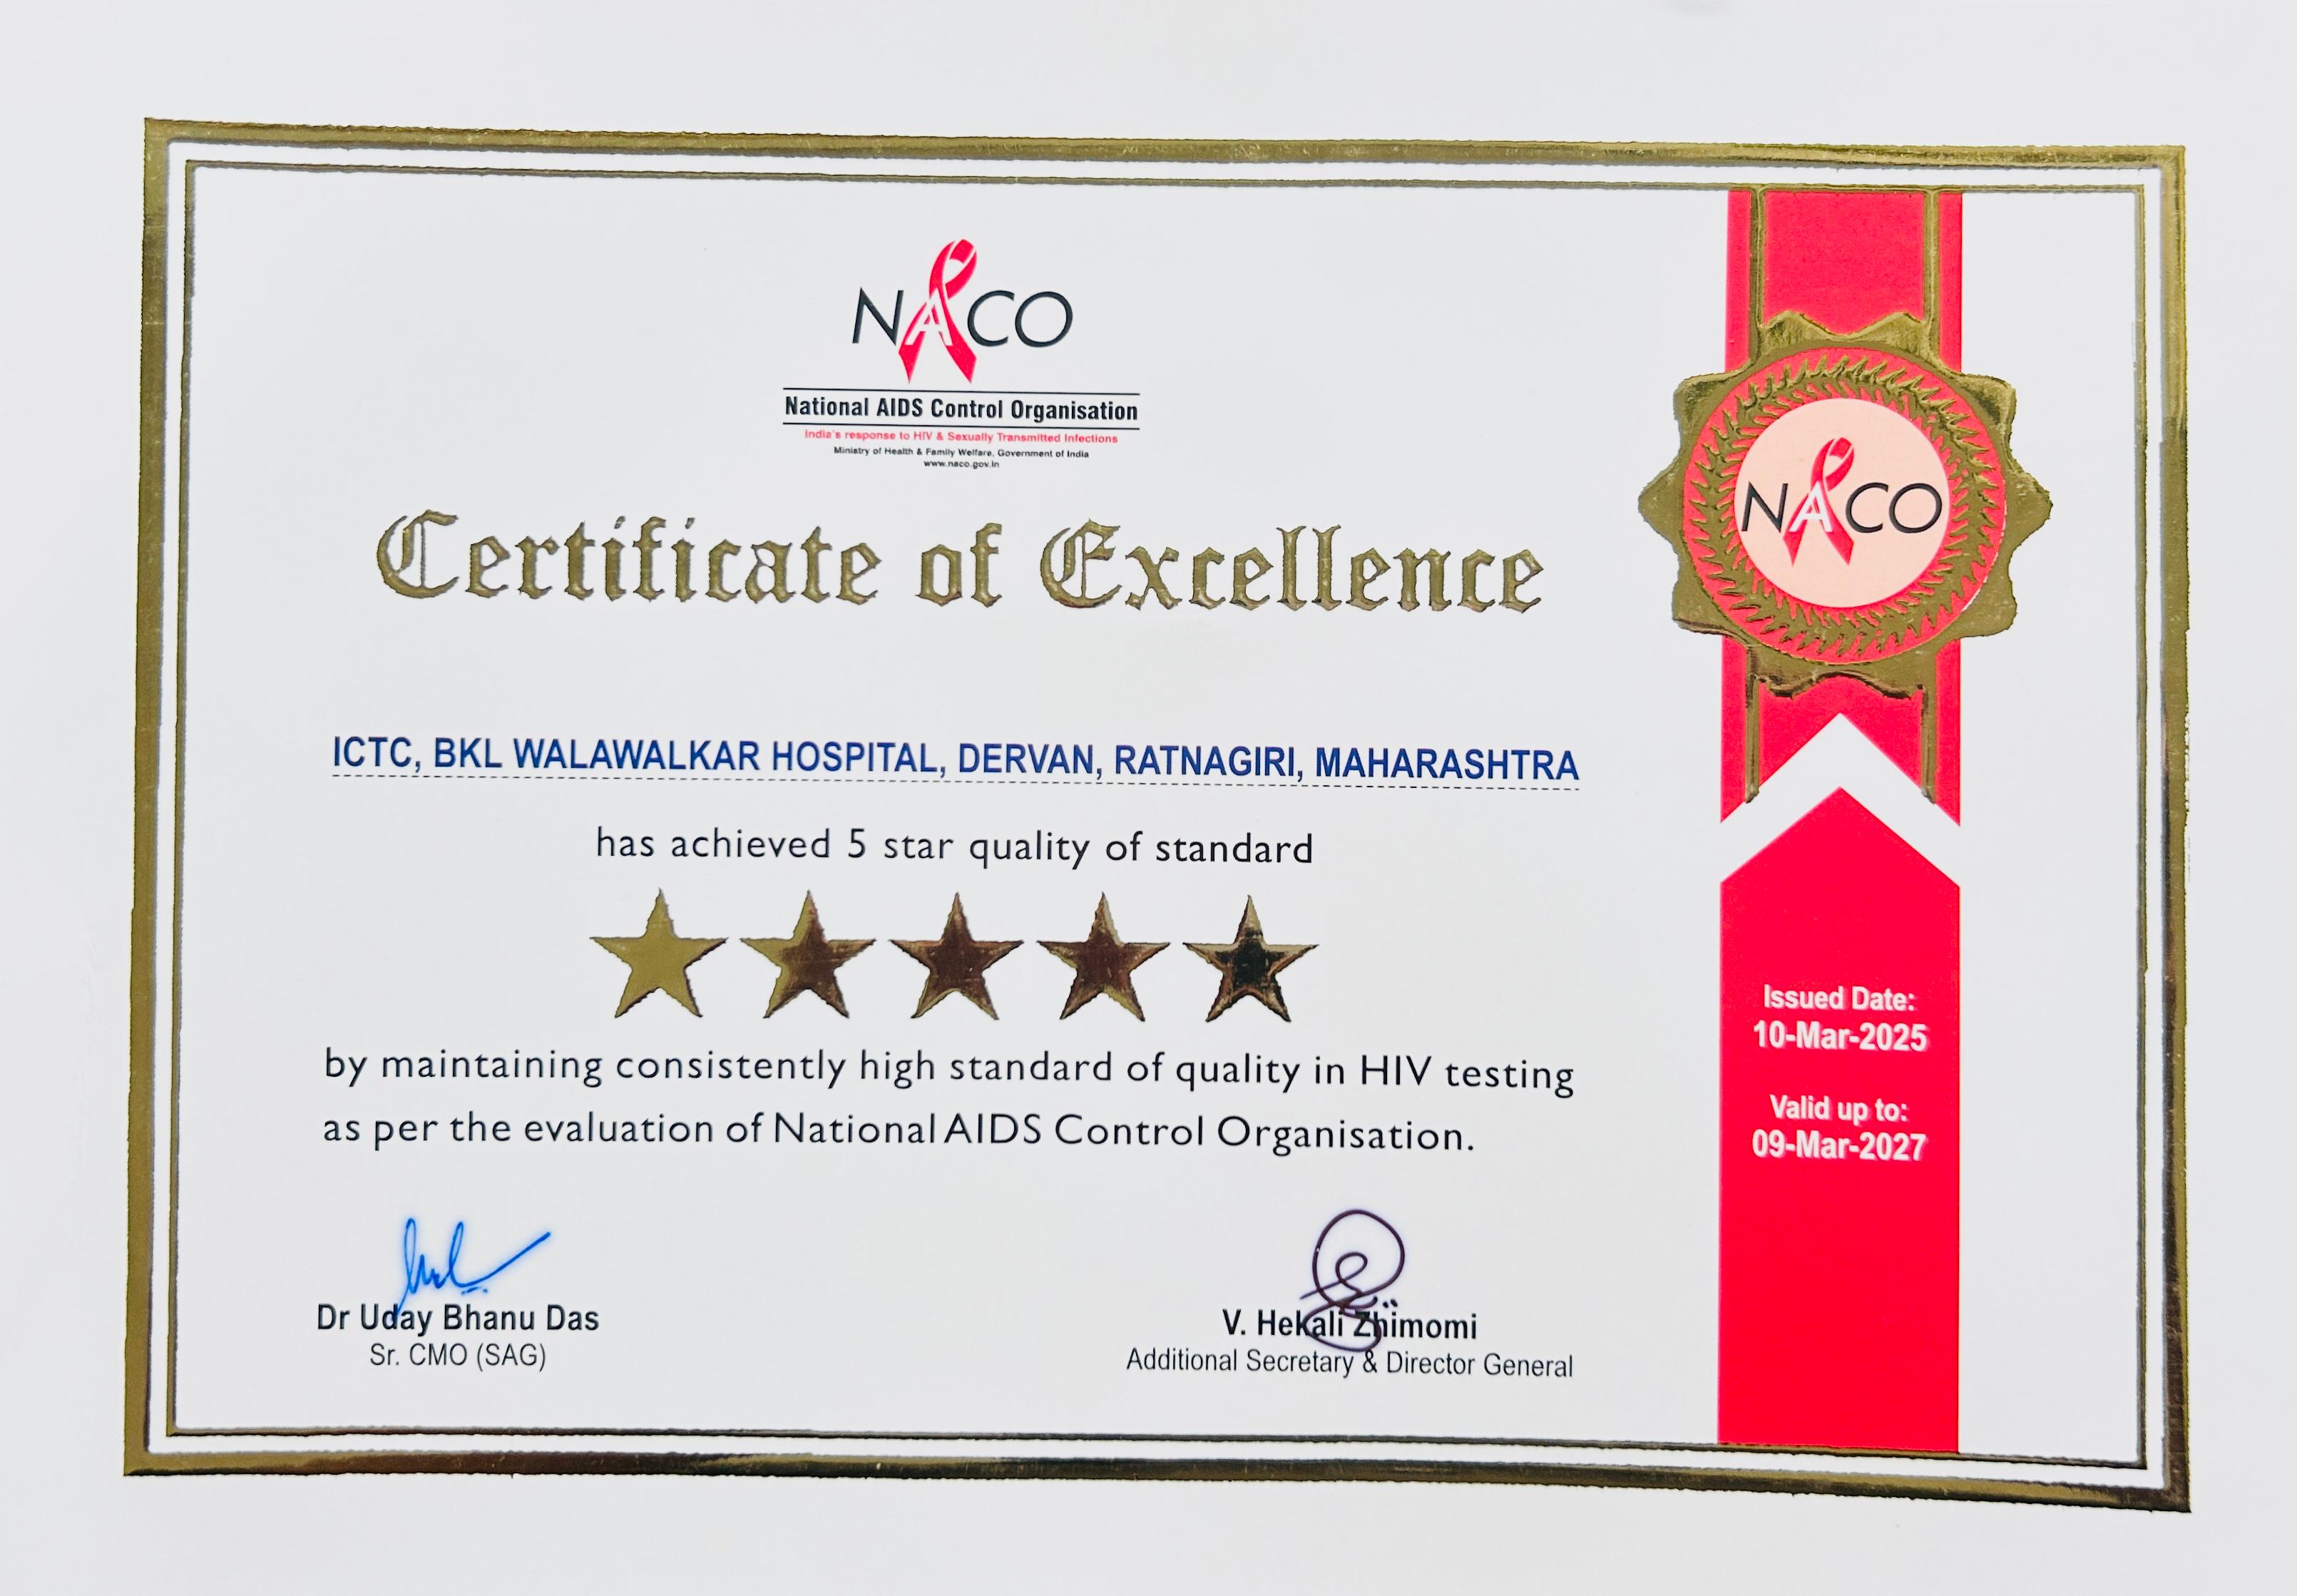 NACO
National AIDS Control Organisation
India's response to HIV & Sexually Transmitted Infections
Ministry of Health & Family Welfare, Government of India
www.naco.gov.in
Certificate of Excellence
NACO
ICTC, BKL WALAWALKAR HOSPITAL, DERVAN, RATNAGIRI, MAHARASHTRA
has achieved 5 star quality of standard
by maintaining consistently high standard of quality in HIV testing
as per the evaluation of National AIDS Control Organisation.
Issued Date:
10-Mar-2025
Valid up to:
09-Mar-2027
Dr Uday Bhanu Das
Sr. CMO (SAG)
V. Hekali Zhimomi
Additional Secretary & Director General